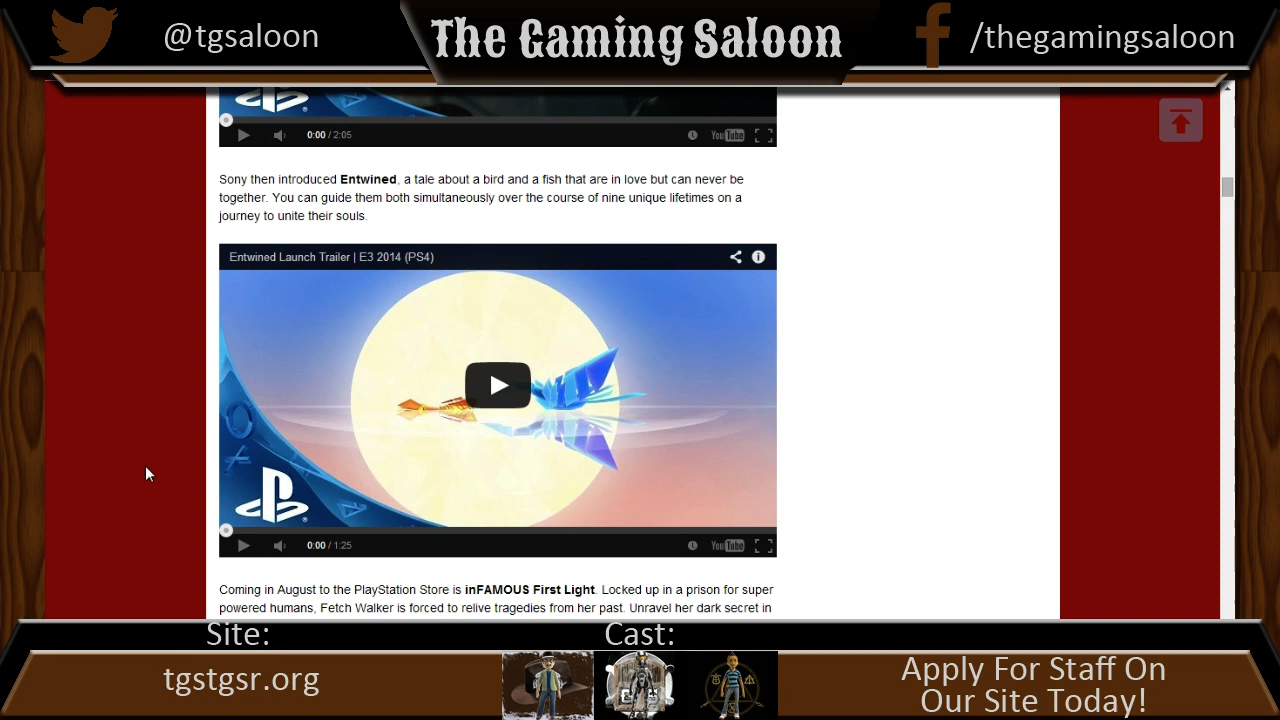 @tgsaloon
The Gaming Saloon
/thegamingsaloon
0:00 / 2:05
YouTube
Sony then introduced Entwined, a tale about a bird and a fish that are in love but can never be
together. You can guide them both simultaneously over the course of nine unique lifetimes on a
journey to unite their souls.
Entwined Launch Trailer | E3 2014 (PS4)
0:00 / 1:25
YouTube
Coming in August to the PlayStation Store is inFAMOUS First Light. Locked up in a prison for super
powered humans, Fetch Walker is forced to relive tragedies from her past. Unravel her dark secret in
Site:
Cast:
tgstgsr.org
Apply For Staff On
Our Site Today!